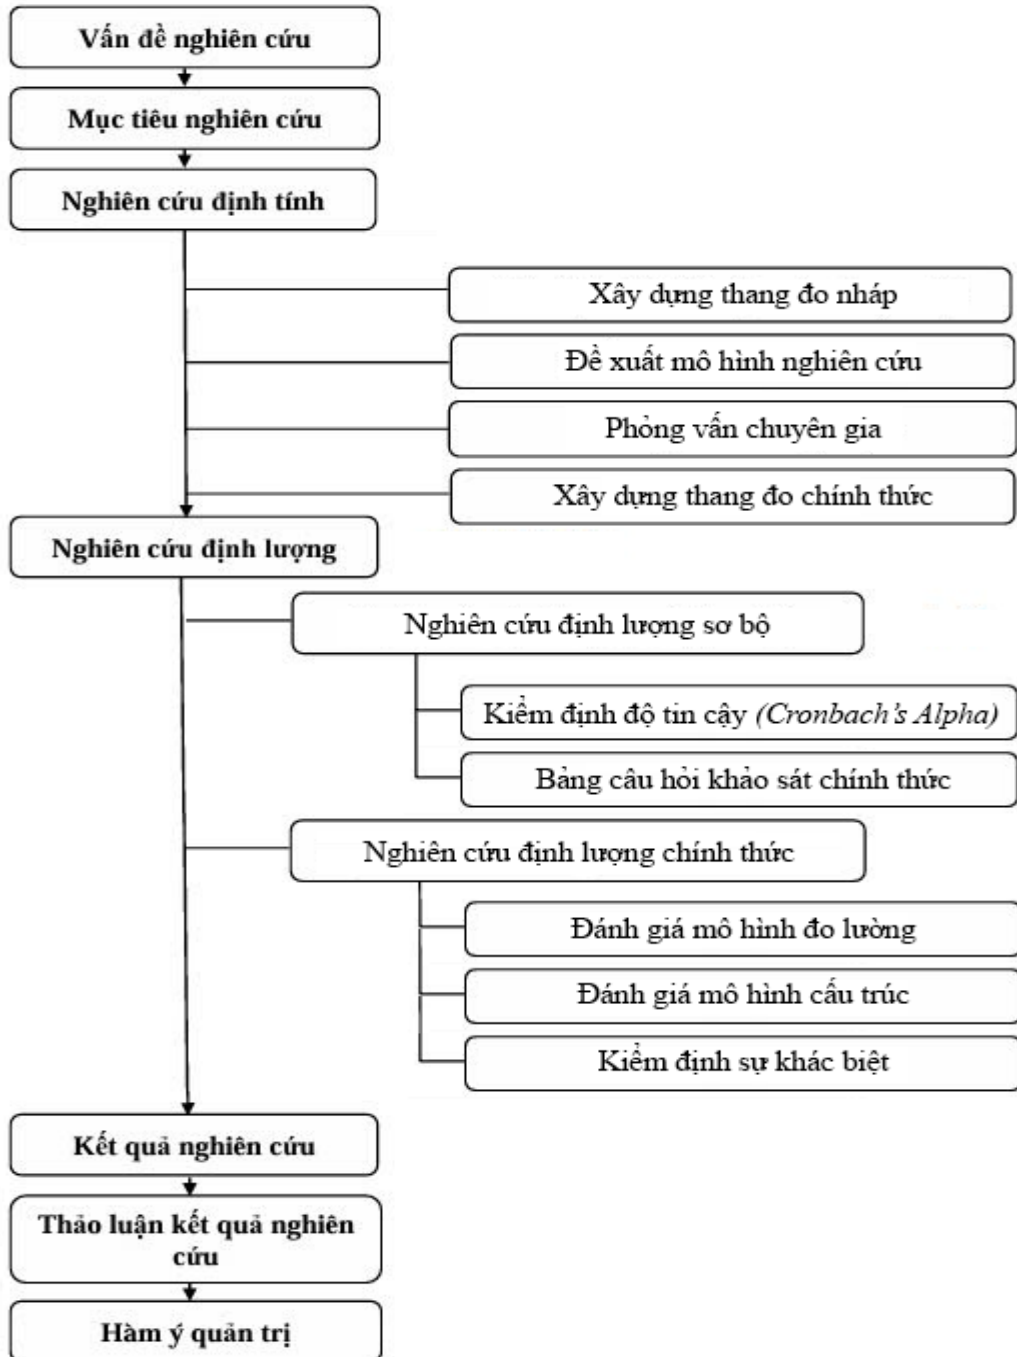 Vấn đề nghiên cứu
Mục tiêu nghiên cứu
Nghiên cứu định tính
Xây dựng thang đo nháp
Đề xuất mô hình nghiên cứu
Phỏng vấn chuyên gia
Xây dựng thang đo chính thức
Nghiên cứu định lượng
Nghiên cứu định lượng sơ bộ
Kiểm định độ tin cậy (Cronbach's Alpha)
Bảng câu hỏi khảo sát chính thức
Nghiên cứu định lượng chính thức
Đánh giá mô hình đo lường
Đánh giá mô hình cấu trúc
Kiểm định sự khác biệt
Kết quả nghiên cứu
Thảo luận kết quả nghiên
cứu
Hàm ý quản trị